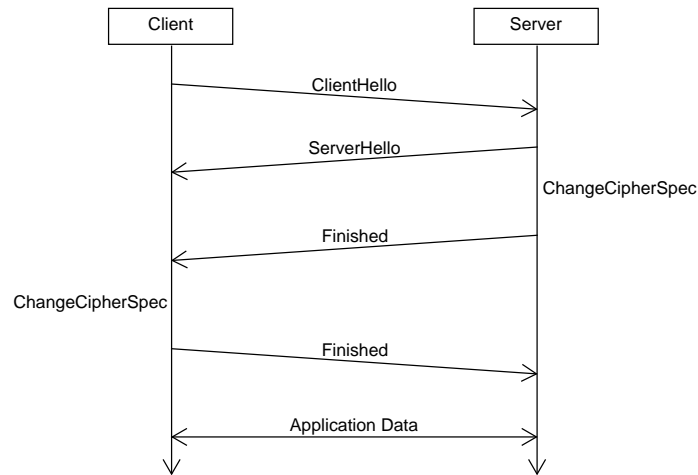 Client
Server
ClientHello
ServerHello
ChangeCipherSpec
Finished
ChangeCipherSpec
Finished
Application Data